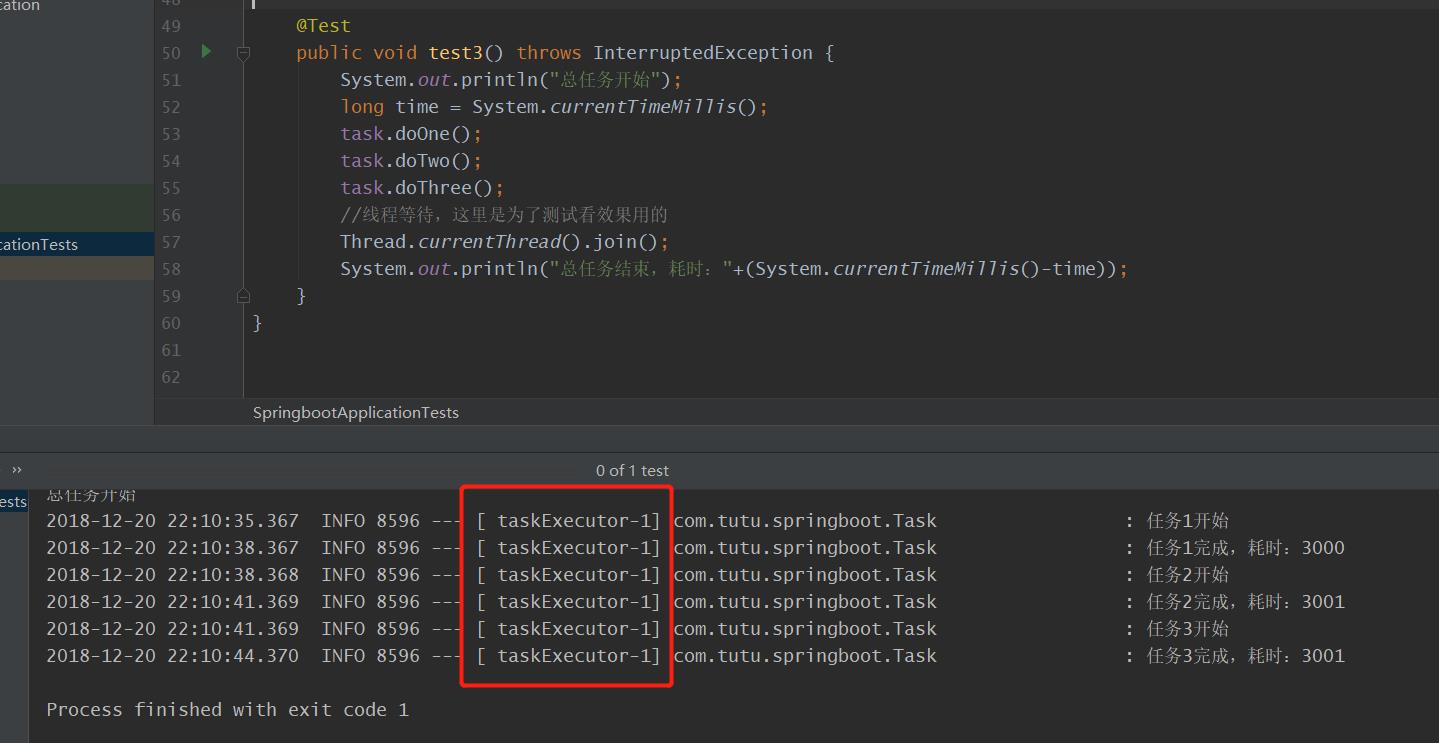 cation
48
49 @Test
50 public void test3() throws InterruptedException {
51 System.out.println("总任务开始");
52 long time = System.currentTimeMillis();
53 task.doOne();
54 task.doTwo();
55 task.doThree();
56 //线程等待，这里是为了测试看效果用的
57 Thread.currentThread().join();
58 System.out.println("总任务结束，耗时："+(System.currentTimeMillis()-time));
59 }
60 }
cationTests
61
62
SpringbootApplicationTests
›› 0 of 1 test
ests
总任务开始
2018-12-20 22:10:35.367 INFO 8596 --- [ taskExecutor-1] com.tutu.springboot.Task : 任务1开始
2018-12-20 22:10:38.367 INFO 8596 --- [ taskExecutor-1] com.tutu.springboot.Task : 任务1完成，耗时：3000
2018-12-20 22:10:38.368 INFO 8596 --- [ taskExecutor-1] com.tutu.springboot.Task : 任务2开始
2018-12-20 22:10:41.369 INFO 8596 --- [ taskExecutor-1] com.tutu.springboot.Task : 任务2完成，耗时：3001
2018-12-20 22:10:41.369 INFO 8596 --- [ taskExecutor-1] com.tutu.springboot.Task : 任务3开始
2018-12-20 22:10:44.370 INFO 8596 --- [ taskExecutor-1] com.tutu.springboot.Task : 任务3完成，耗时：3001
Process finished with exit code 1